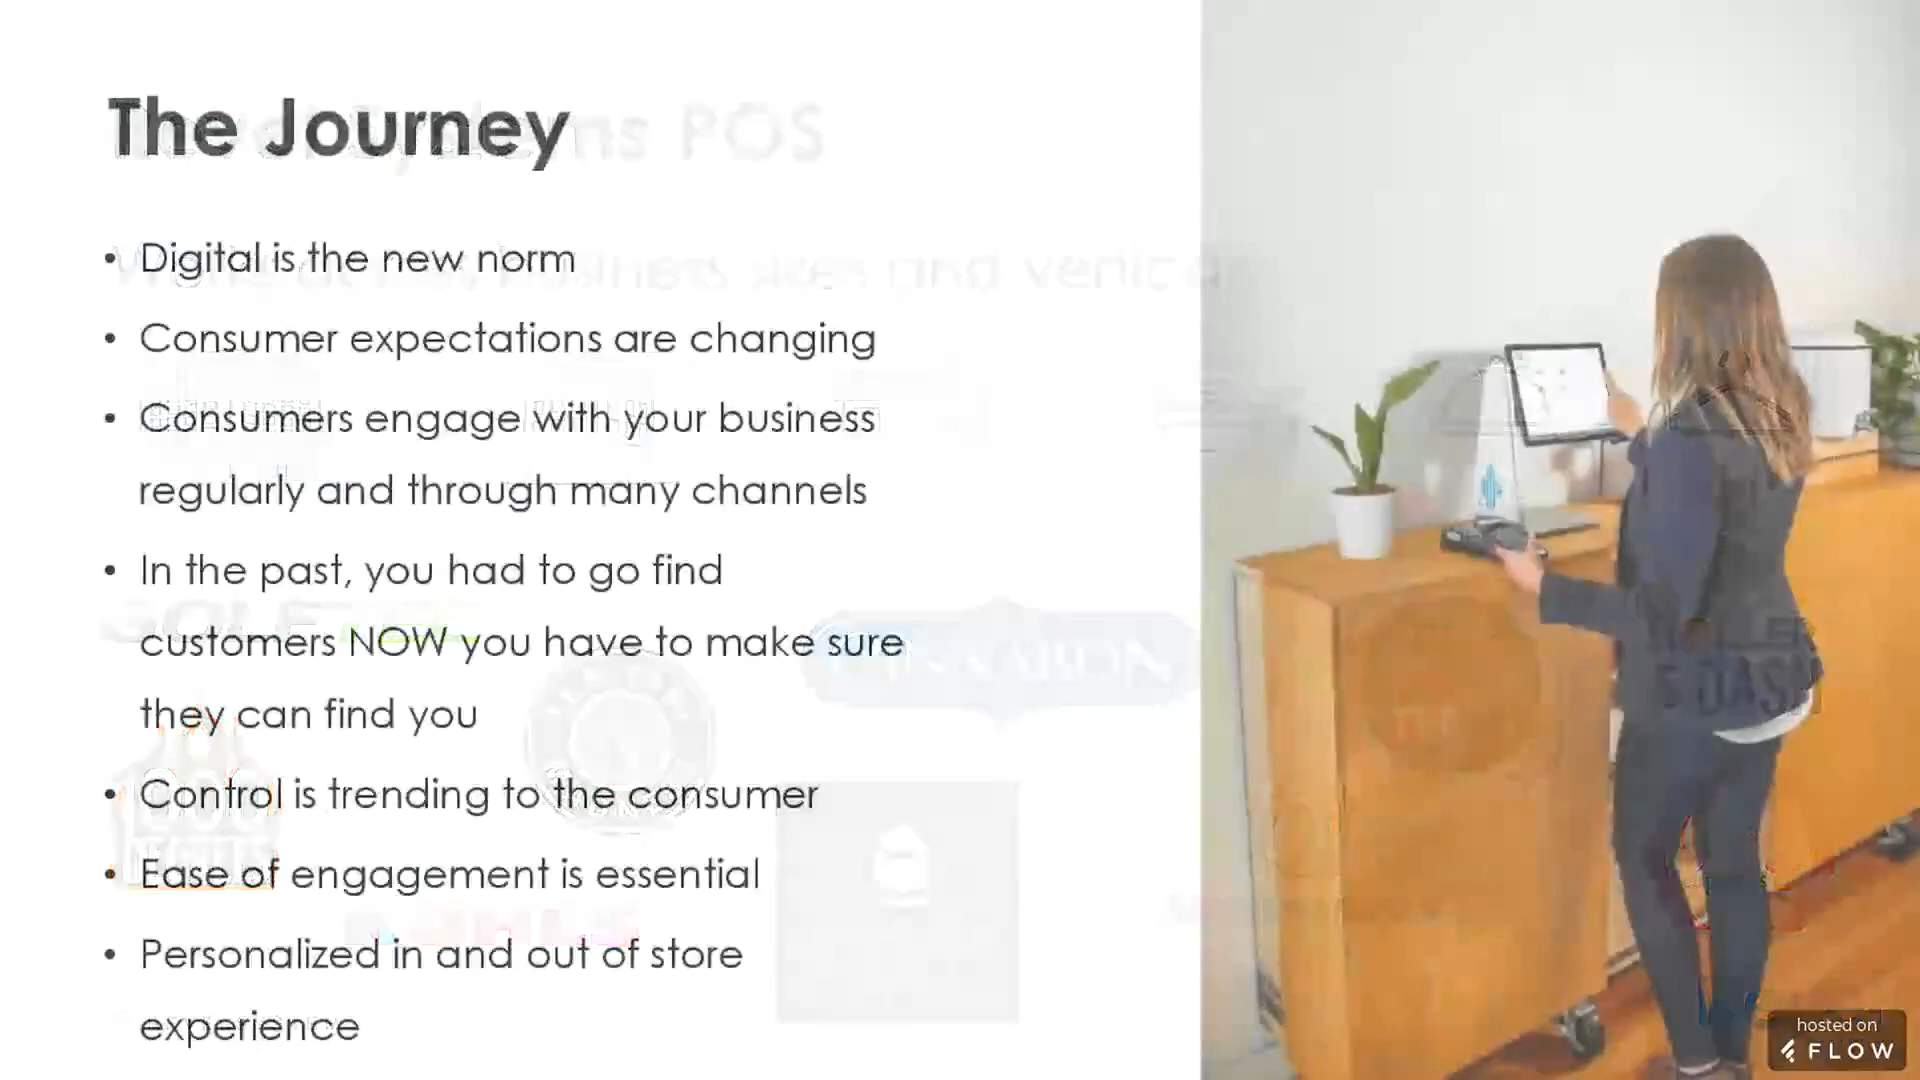 The Journey
• Digital is the new norm
• Consumer expectations are changing
• Consumers engage with your business
regularly and through many channels
• In the past, you had to go find
customers NOW you have to make sure
they can find you
• Control is trending to the consumer
• Ease of engagement is essential
• Personalized in and out of store
experience
POS
hosted on
FLOW